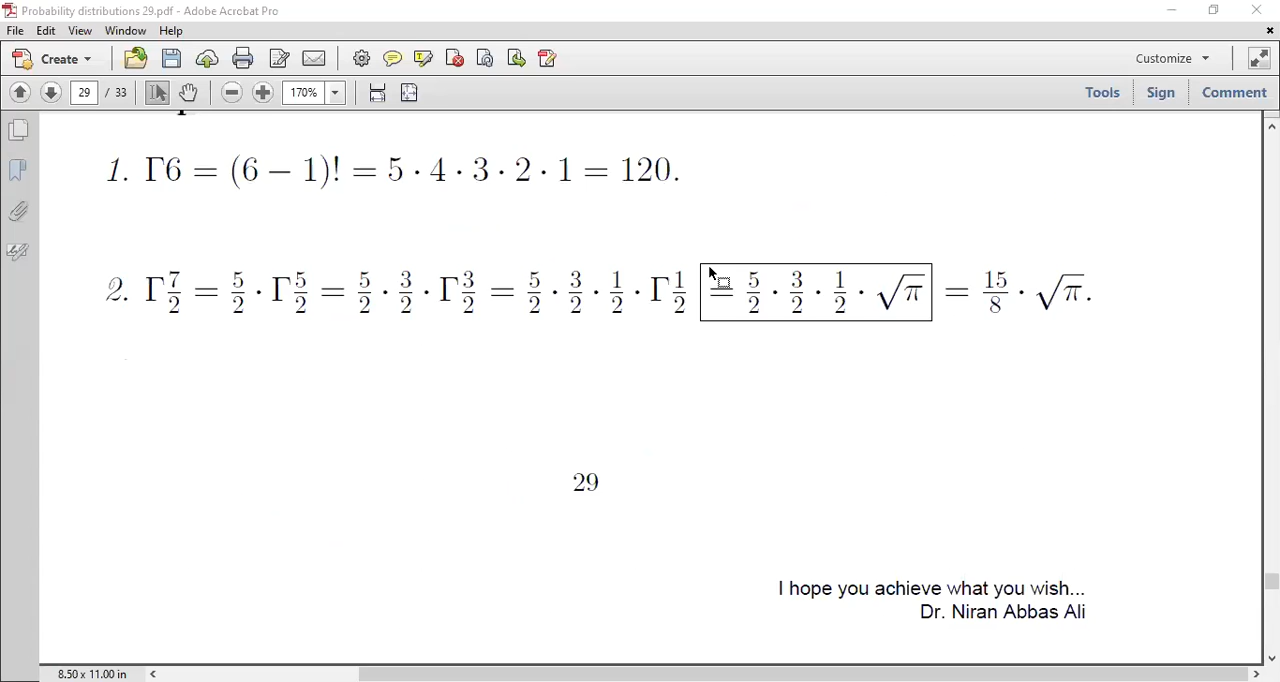 Probability distributions 29.pdf - Adobe Acrobat Pro
File Edit View Window Help
Create Customize
29 / 33 170% Tools Sign Comment
1. Γ6 = (6 − 1)! = 5 · 4 · 3 · 2 · 1 = 120.
2. Γ7/2 = 5/2 · Γ5/2 = 5/2 · 3/2 · Γ3/2 = 5/2 · 3/2 · 1/2 · Γ1/2 = 5/2 · 3/2 · 1/2 · √π = 15/8 · √π.
29
I hope you achieve what you wish...
Dr. Niran Abbas Ali
8.50 x 11.00 in